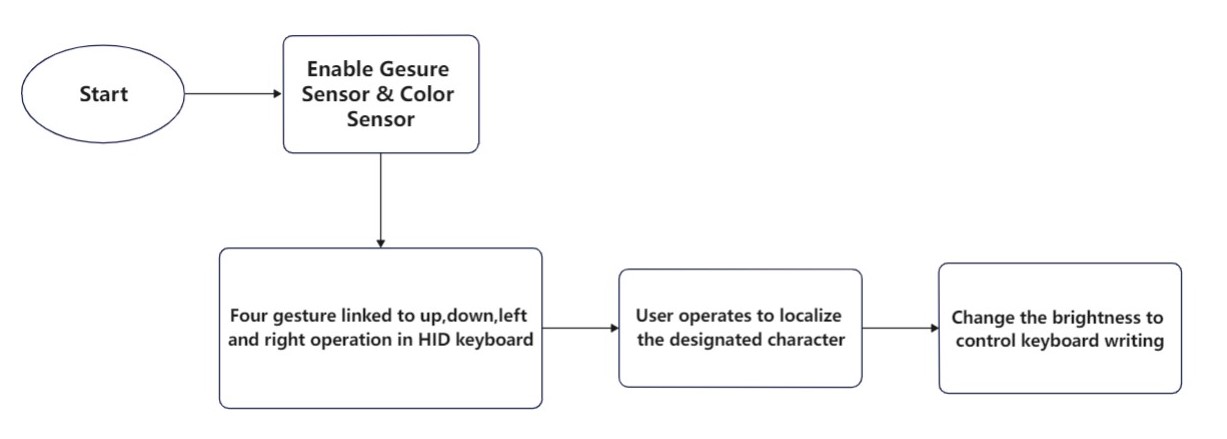 Start
Enable Gesure
Sensor & Color
Sensor
Four gesture linked to up,down,left
and right operation in HID keyboard
User operates to localize
the designated character
Change the brightness to
control keyboard writing